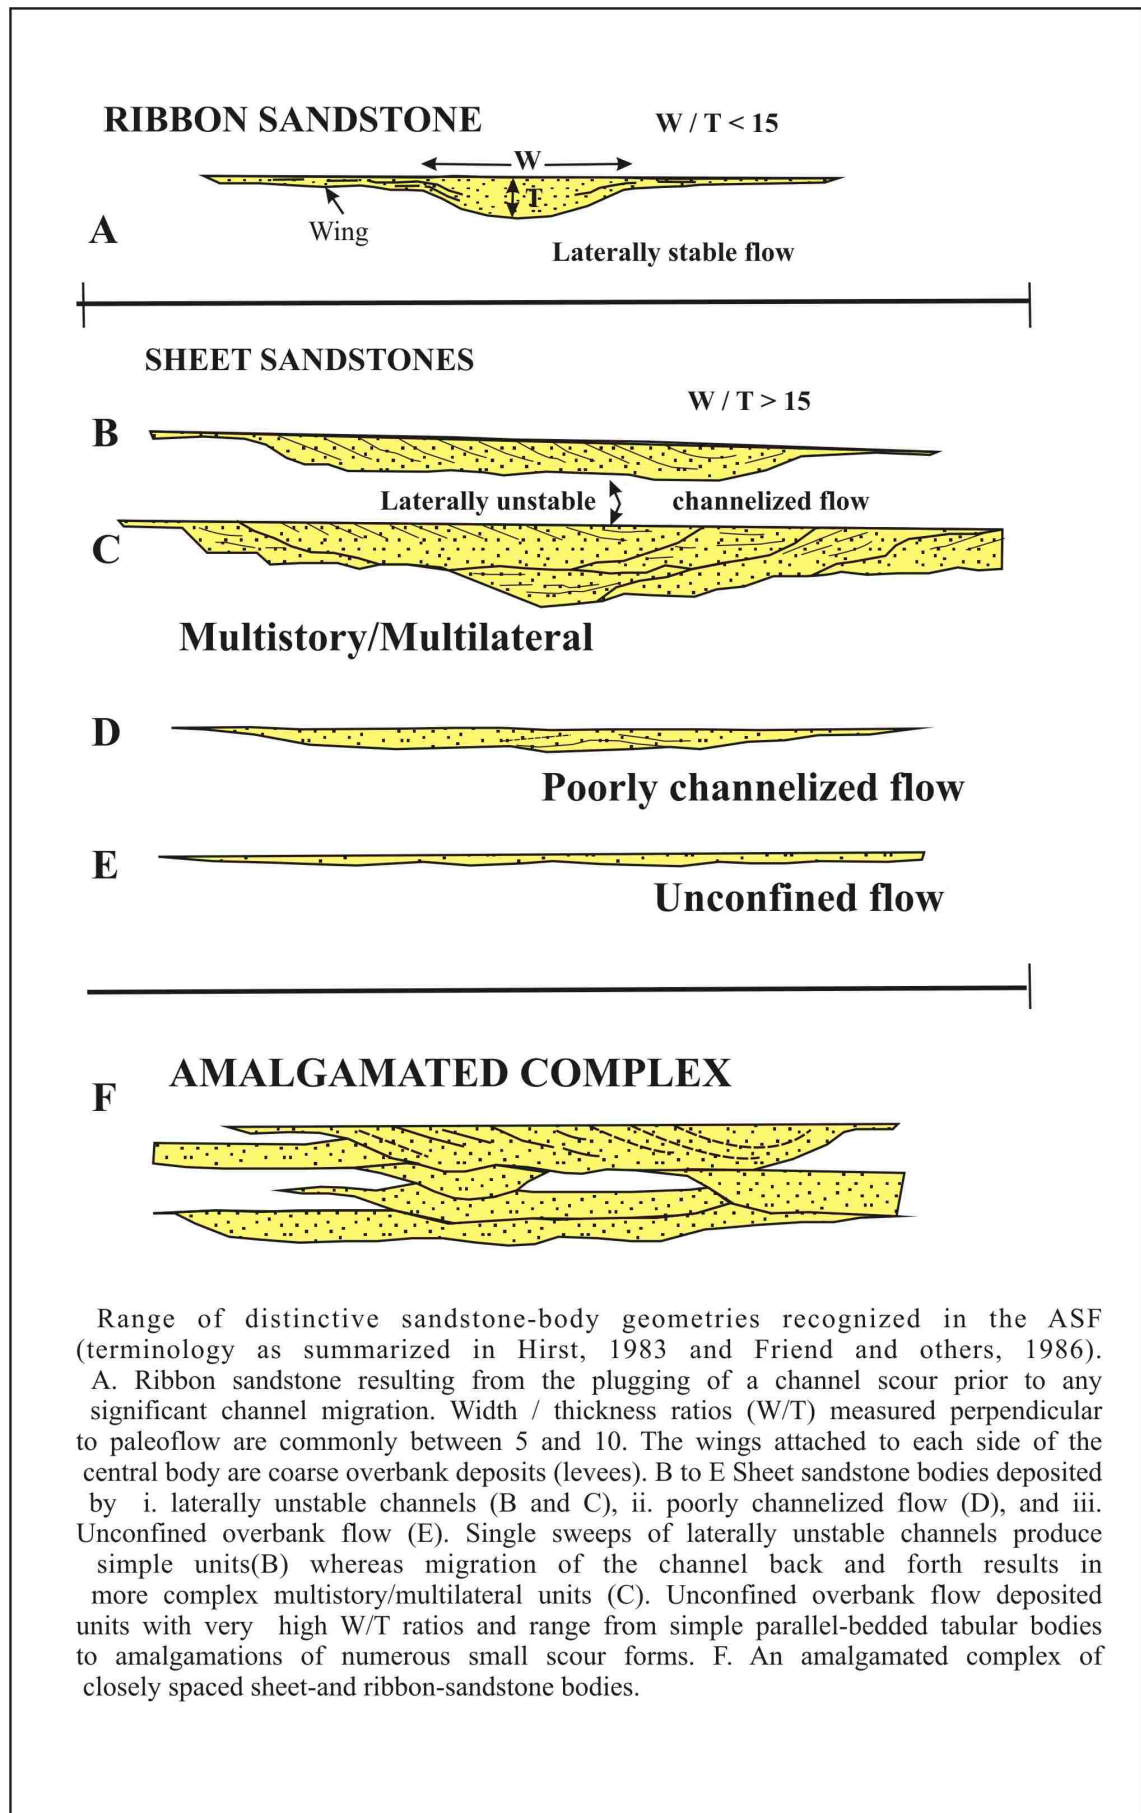 RIBBON SANDSTONE
W / T < 15
W
T
Wing
A
Laterally stable flow
SHEET SANDSTONES
W / T > 15
B
Laterally unstable channelized flow
C
Multistory/Multilateral
D
Poorly channelized flow
E
Unconfined flow
AMALGAMATED COMPLEX
F
Range of distinctive sandstone-body geometries recognized in the ASF
(terminology as summarized in Hirst, 1983 and Friend and others, 1986).
A. Ribbon sandstone resulting from the plugging of a channel scour prior to any
significant channel migration. Width / thickness ratios (W/T) measured perpendicular
to paleoflow are commonly between 5 and 10. The wings attached to each side of the
central body are coarse overbank deposits (levees). B to E Sheet sandstone bodies deposited
by i. laterally unstable channels (B and C), ii. poorly channelized flow (D), and iii.
Unconfined overbank flow (E). Single sweeps of laterally unstable channels produce
simple units(B) whereas migration of the channel back and forth results in
more complex multistory/multilateral units (C). Unconfined overbank flow deposited
units with very high W/T ratios and range from simple parallel-bedded tabular bodies
to amalgamations of numerous small scour forms. F. An amalgamated complex of
closely spaced sheet-and ribbon-sandstone bodies.